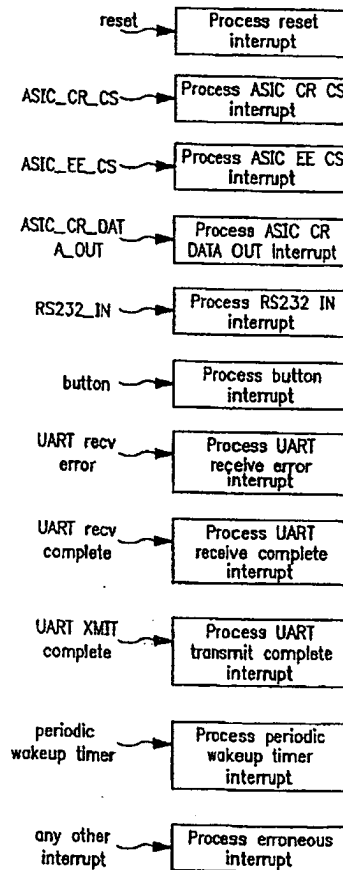 reset
Process reset
interrupt
ASIC_CR_CS
Process ASIC CR CS
interrupt
ASIC_EE_CS
Process ASIC EE CS
interrupt
ASIC_CR_DAT
A_OUT
Process ASIC CR
DATA OUT interrupt
RS232_IN
Process RS232 IN
interrupt
button
Process button
interrupt
UART recv
error
Process UART
receive error
interrupt
UART recv
complete
Process UART
receive complete
interrupt
UART XMIT
complete
Process UART
transmit complete
interrupt
periodic
wakeup timer
Process periodic
wakeup timer
interrupt
any other
interrupt
Process erroneous
interrupt